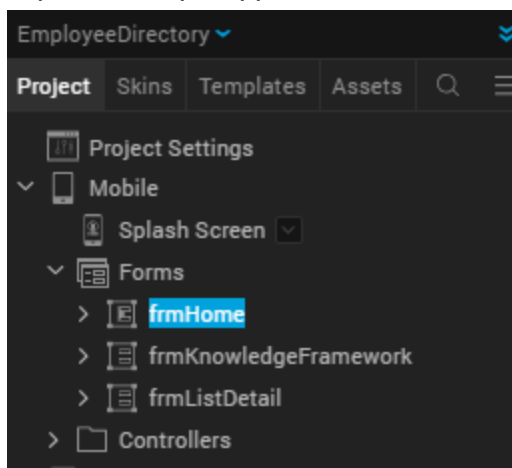 EmployeeDirectory
Project Skins Templates Assets
Project Settings
Mobile
Splash Screen
Forms
frmHome
frmKnowledgeFramework
frmListDetail
Controllers